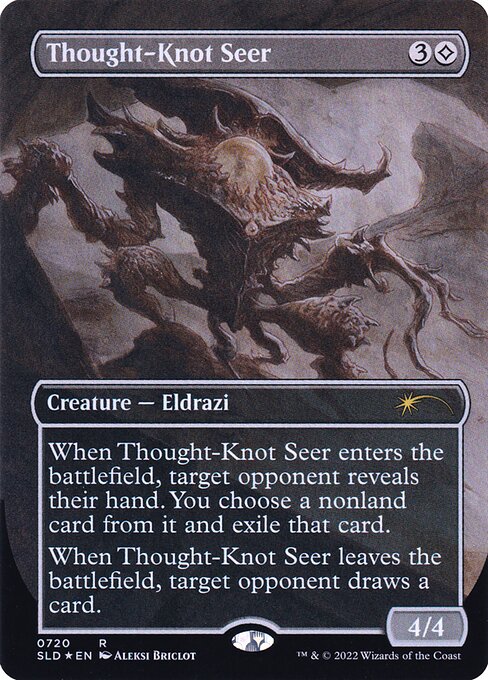 Thought-Knot Seer 3
Creature — Eldrazi
When Thought-Knot Seer enters the
battlefield, target opponent reveals
their hand. You choose a nonland
card from it and exile that card.
When Thought-Knot Seer leaves the
battlefield, target opponent draws a
card.
4/4
0720 R
SLD ★ EN Aleksi Briclot
™ & © 2022 Wizards of the Coast